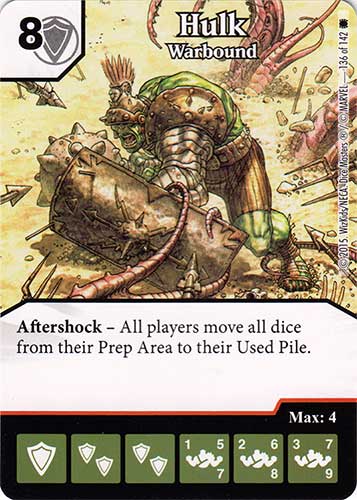 8
Hulk
Warbound
136 of 142
©2015. WizKids/NECA. Dice Masters ® / © MARVEL
Aftershock – All players move all dice
from their Prep Area to their Used Pile.
Max: 4
1 5 7
2 6 8
3 7 9 9